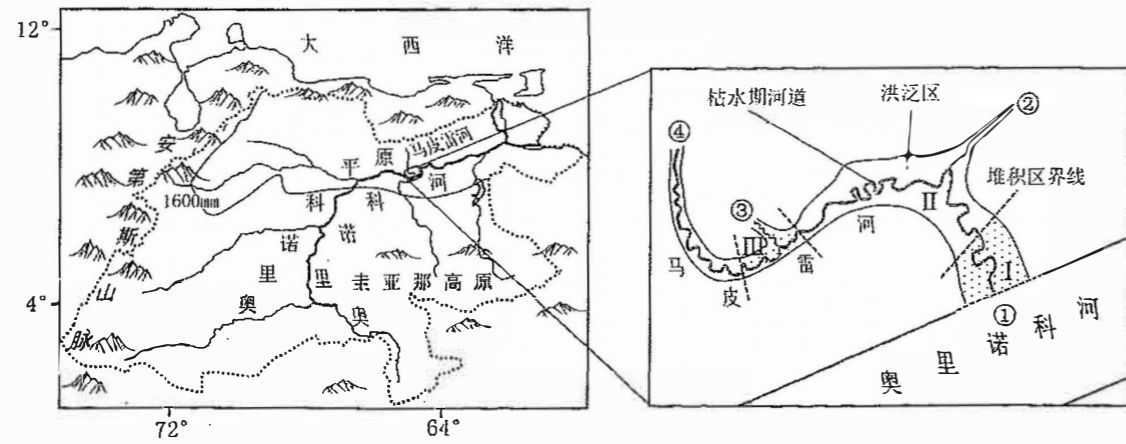 12°
4°
72°
64°
大西洋
安第斯山脉
1600mm
平原
马皮雷河
奥里诺科河
奥里诺科
圭亚那高原
枯水期河道
洪泛区
堆积区界线
①
②
③
④
Ⅰ
Ⅱ
Ⅲ
马皮雷河
奥里诺科河